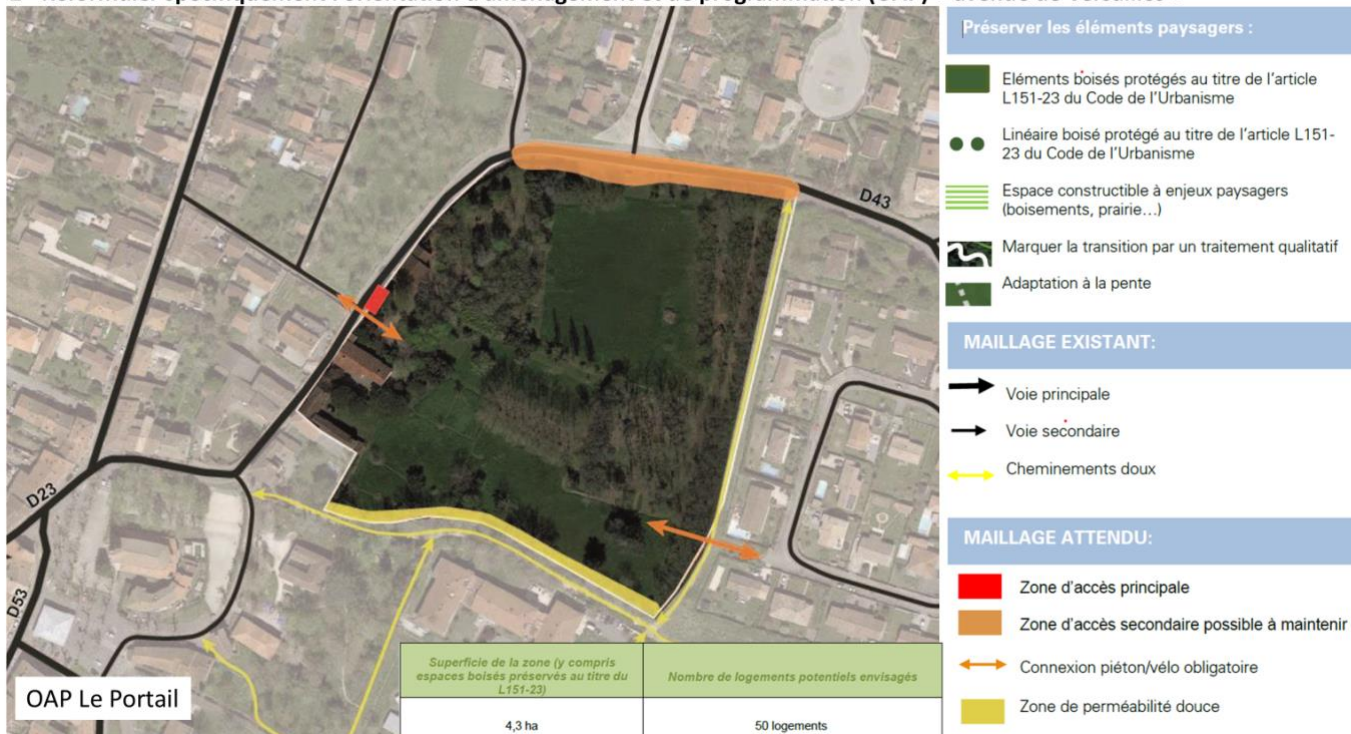 Préserver les éléments paysagers :
Eléments boisés protégés au titre de l'article
L151-23 du Code de l'Urbanisme
Linéaire boisé protégé au titre de l'article L151-
23 du Code de l'Urbanisme
Espace constructible à enjeux paysagers
(boisements, prairie…)
Marquer la transition par un traitement qualitatif
Adaptation à la pente
MAILLAGE EXISTANT:
Voie principale
Voie secondaire
Cheminements doux
MAILLAGE ATTENDU:
Zone d'accès principale
Zone d'accès secondaire possible à maintenir
Connexion piéton/vélo obligatoire
Zone de perméabilité douce
D43
D23
D53
OAP Le Portail
Superficie de la zone (y compris
espaces boisés préservés au titre du
L151-23)
Nombre de logements potentiels envisagés
4,3 ha
50 logements